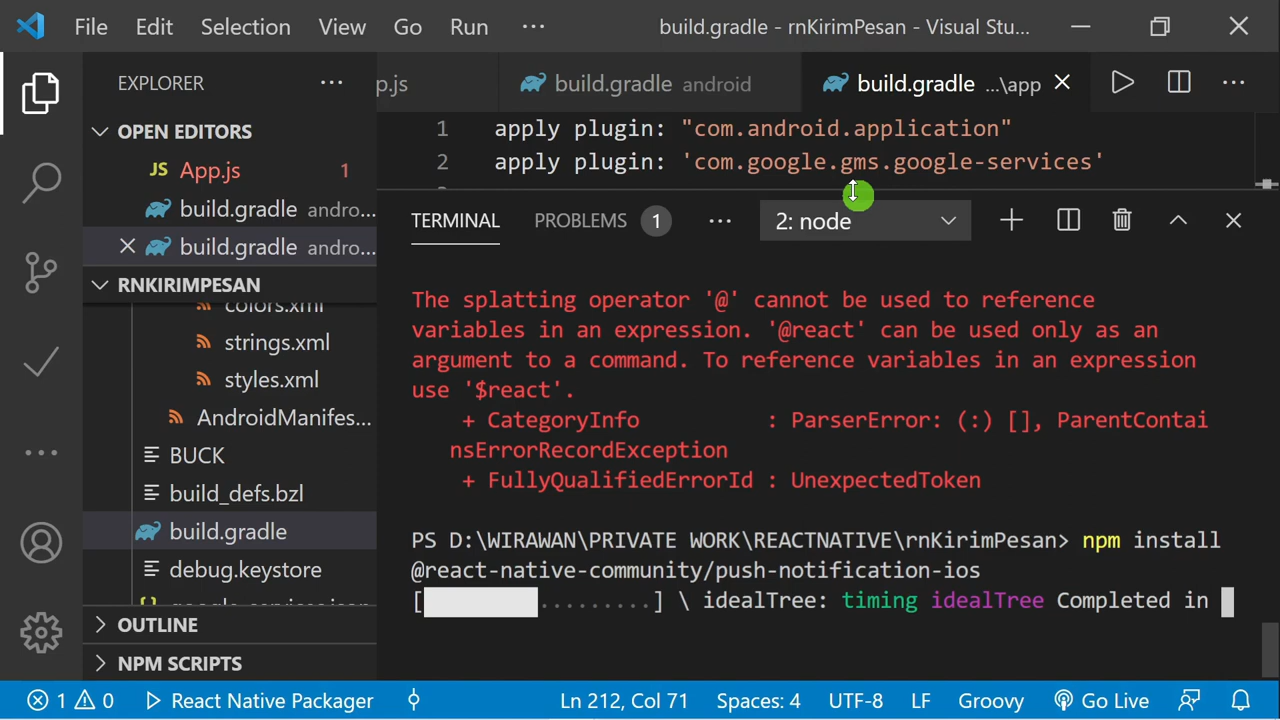 File Edit Selection View Go Run ··· build.gradle - rnKirimPesan - Visual Stu...
EXPLORER ···
OPEN EDITORS
JS App.js 1
build.gradle andro...
build.gradle andro...
RNKIRIMPESAN
colors.xml
strings.xml
styles.xml
AndroidManifes...
BUCK
build_defs.bzl
build.gradle
debug.keystore
google-services.json
OUTLINE
NPM SCRIPTS
p.js build.gradle android build.gradle ...\app
1 apply plugin: "com.android.application"
2 apply plugin: 'com.google.gms.google-services'
TERMINAL PROBLEMS 1 ··· 2: node
The splatting operator '@' cannot be used to reference
variables in an expression. '@react' can be used only as an
argument to a command. To reference variables in an expression
use '$react'.
+ CategoryInfo : ParserError: (:) [], ParentContai
nsErrorRecordException
+ FullyQualifiedErrorId : UnexpectedToken
PS D:\WIRAWAN\PRIVATE WORK\REACTNATIVE\rnKirimPesan> npm install
@react-native-community/push-notification-ios
[ .........] \ idealTree: timing idealTree Completed in
1 0 React Native Packager Ln 212, Col 71 Spaces: 4 UTF-8 LF Groovy Go Live